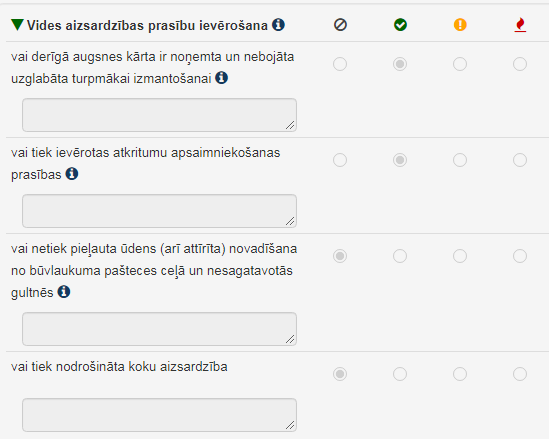 Vides aizsardzības prasību ievērošana
vai derīgā augsnes kārta ir noņemta un nebojāta
uzglabāta turpmākai izmantošanai
vai tiek ievērotas atkritumu apsaimniekošanas
prasības
vai netiek pieļauta ūdens (arī attīrīta) novadīšana
no būvlaukuma pašteces ceļā un nesagatavotās
gultnēs
vai tiek nodrošināta koku aizsardzība